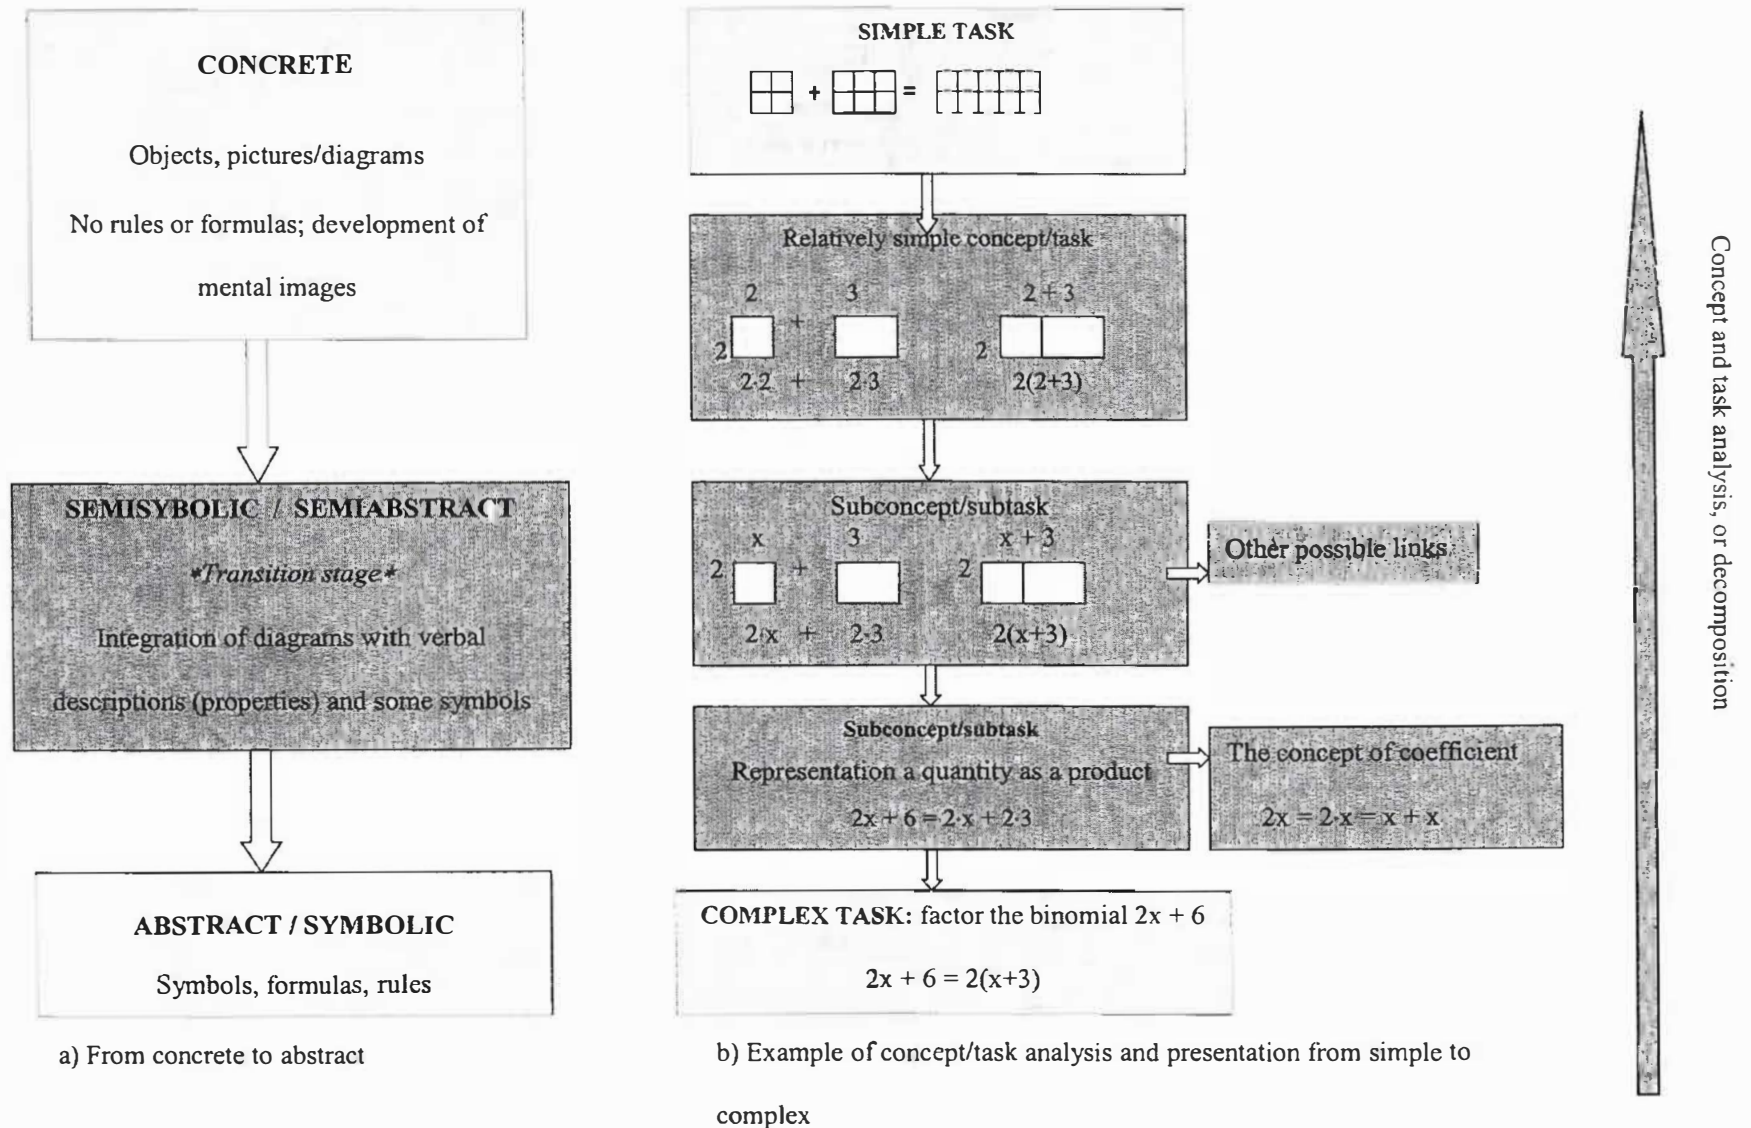 CONCRETE
Objects, pictures/diagrams
No rules or formulas; development of
mental images
SEMISYBOLIC / SEMIABSTRACT
*Transition stage*
Integration of diagrams with verbal
descriptions (properties) and some symbols
ABSTRACT / SYMBOLIC
Symbols, formulas, rules
a) From concrete to abstract
SIMPLE TASK
+ =
Relatively simple concept/task
2 3 2 + 3
+
2 2
2·2 + 2·3 2(2+3)
Subconcept/subtask
x 3 x + 3
2 + 2
2·x + 2·3 2(x+3)
Other possible links
Subconcept/subtask
Representation a quantity as a product
2x + 6 = 2·x + 2·3
The concept of coefficient
2x = 2·x = x + x
COMPLEX TASK: factor the binomial 2x + 6
2x + 6 = 2(x+3)
b) Example of concept/task analysis and presentation from simple to
complex
Concept and task analysis, or decomposition